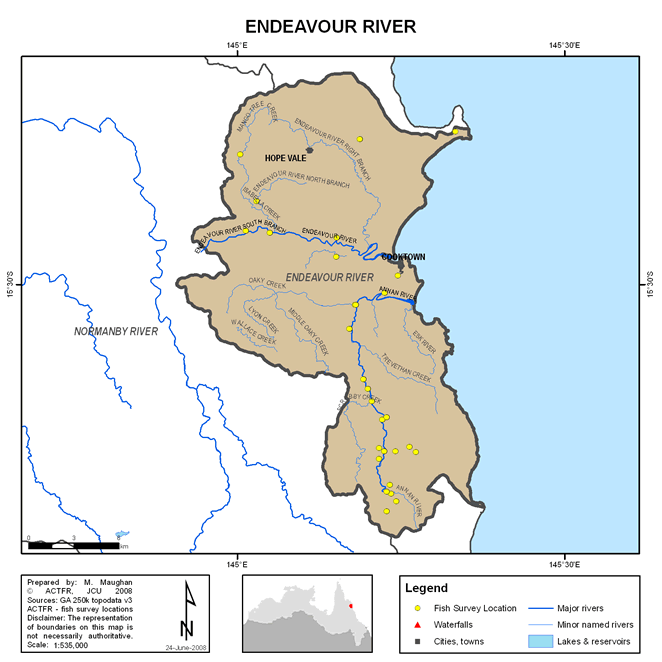 ENDEAVOUR RIVER
145°E
145°30'E
MANGO TREE CREEK
ENDEAVOUR RIVER RIGHT BRANCH
HOPE VALE
ENDEAVOUR RIVER NORTH BRANCH
ISABELLA CREEK
ENDEAVOUR RIVER SOUTH BRANCH
ENDEAVOUR RIVER
COOKTOWN
15°30'S
15°30'S
ENDEAVOUR RIVER
OAKY CREEK
ANNAN RIVER
NORMANBY RIVER
LYON CREEK
WALLACE CREEK
MIDDLE OAKY CREEK
ESK RIVER
TREVETHAN CREEK
BY CREEK
ANNAN RIVER
0 3 6
km
145°E
145°30'E
Prepared by: M. Maughan
© ACTFR, JCU 2008
Sources: GA 250k topodata v3
ACTFR - fish survey locations
Disclaimer: The representation
of boundaries on this map is
not necessarily authoritative.
Scale: 1:535,000
N
24-June-2008
Legend
Fish Survey Location
Major rivers
Waterfalls
Minor named rivers
Cities, towns
Lakes & reservoirs